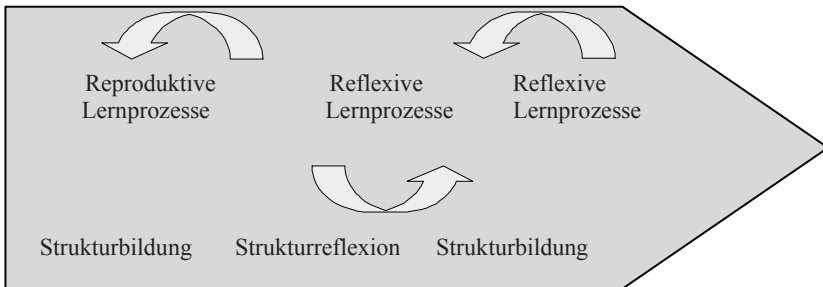 Reproduktive
Lernprozesse
Reflexive
Lernprozesse
Reflexive
Lernprozesse
Strukturbildung
Strukturreflexion
Strukturbildung